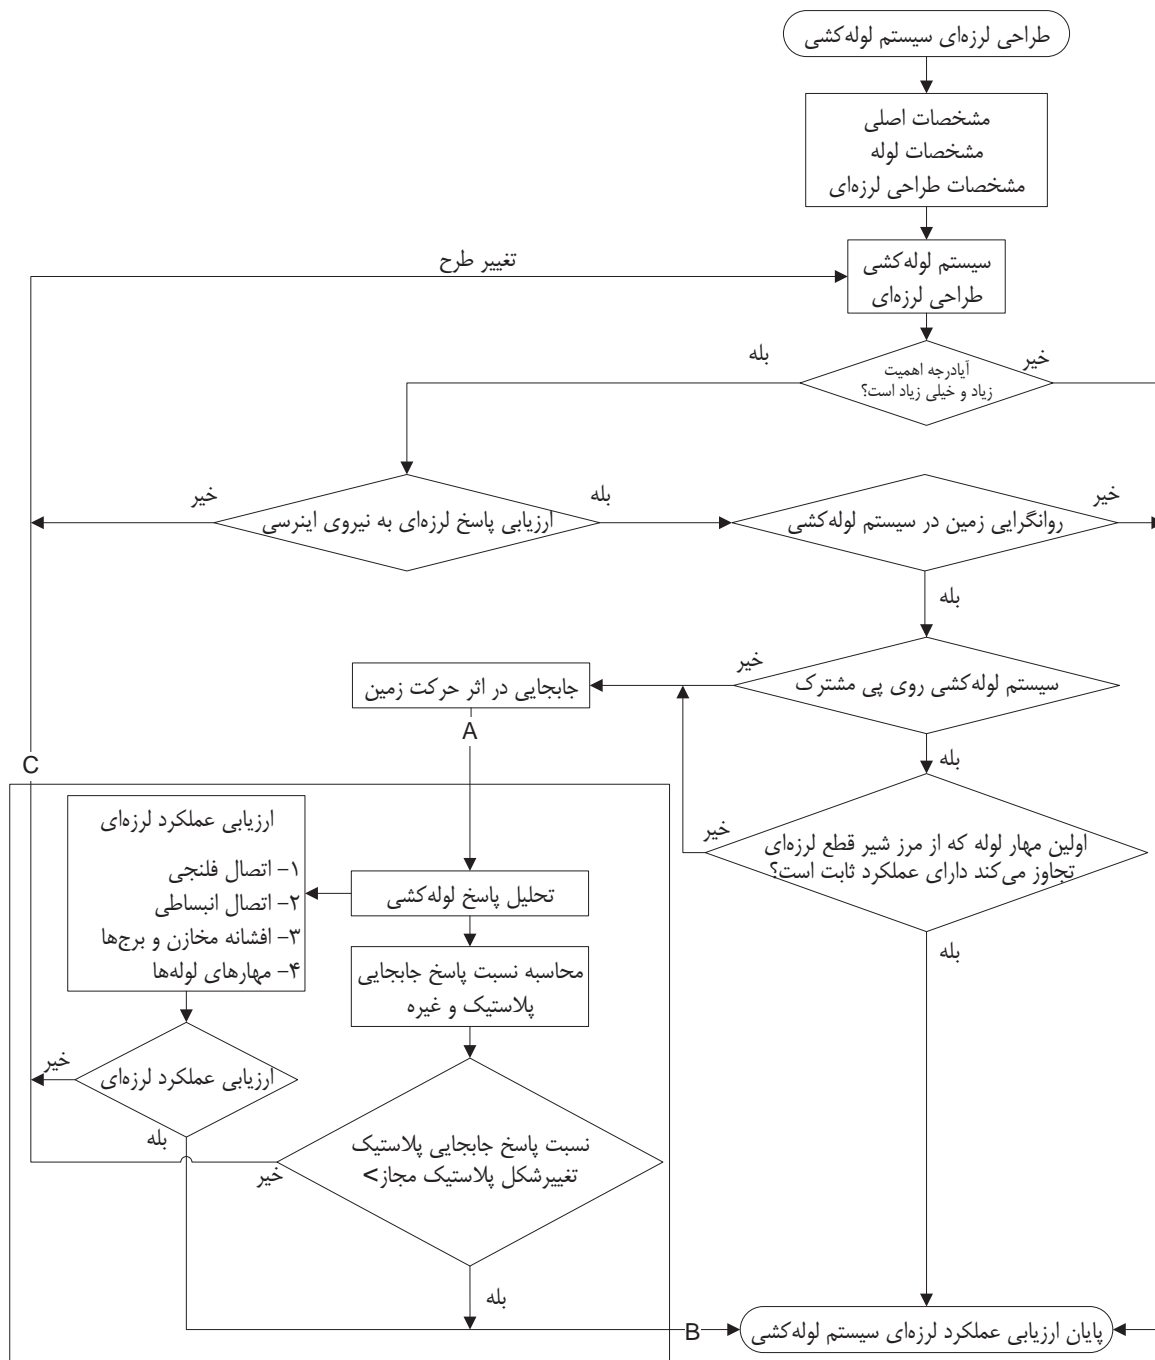 طراحی لرزه‌ای سیستم لوله‌کشی
مشخصات اصلی
مشخصات لوله
مشخصات طراحی لرزه‌ای
سیستم لوله‌کشی
طراحی لرزه‌ای
تغییر طرح
بله
خیر
آیادرجه اهمیت
زیاد و خیلی زیاد است؟
خیر
ارزیابی پاسخ لرزه‌ای به نیروی اینرسی
بله
روانگرایی زمین در سیستم لوله‌کشی
خیر
بله
سیستم لوله‌کشی روی پی مشترک
خیر
جابجایی در اثر حرکت زمین
A
بله
C
اولین مهار لوله که از مرز شیر قطع لرزه‌ای
تجاوز می‌کند دارای عملکرد ثابت است؟
خیر
بله
ارزیابی عملکرد لرزه‌ای
۱- اتصال فلنجی
۲- اتصال انبساطی
۳- افشانه مخازن و برج‌ها
۴- مهارهای لوله‌ها
تحلیل پاسخ لوله‌کشی
محاسبه نسبت پاسخ جابجایی
پلاستیک و غیره
ارزیابی عملکرد لرزه‌ای
خیر
بله
نسبت پاسخ جابجایی پلاستیک
تغییرشکل پلاستیک مجاز>
خیر
بله
B
پایان ارزیابی عملکرد لرزه‌ای سیستم لوله‌کشی